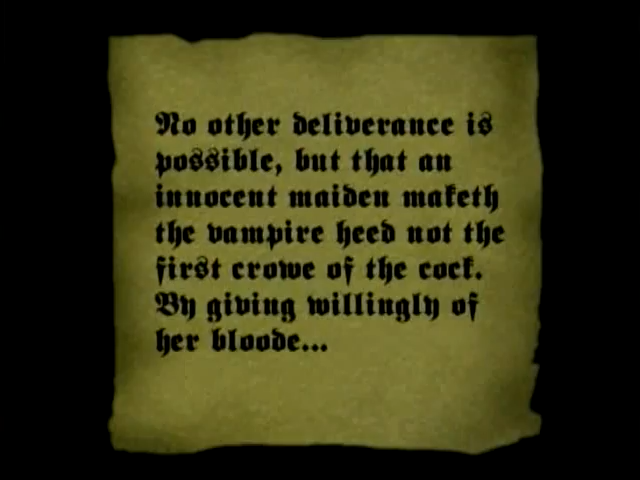 No other deliverance is
possible, but that an
innocent maiden maketh
the vampire heed not the
first crowe of the cock.
By giving willingly of
her bloode...